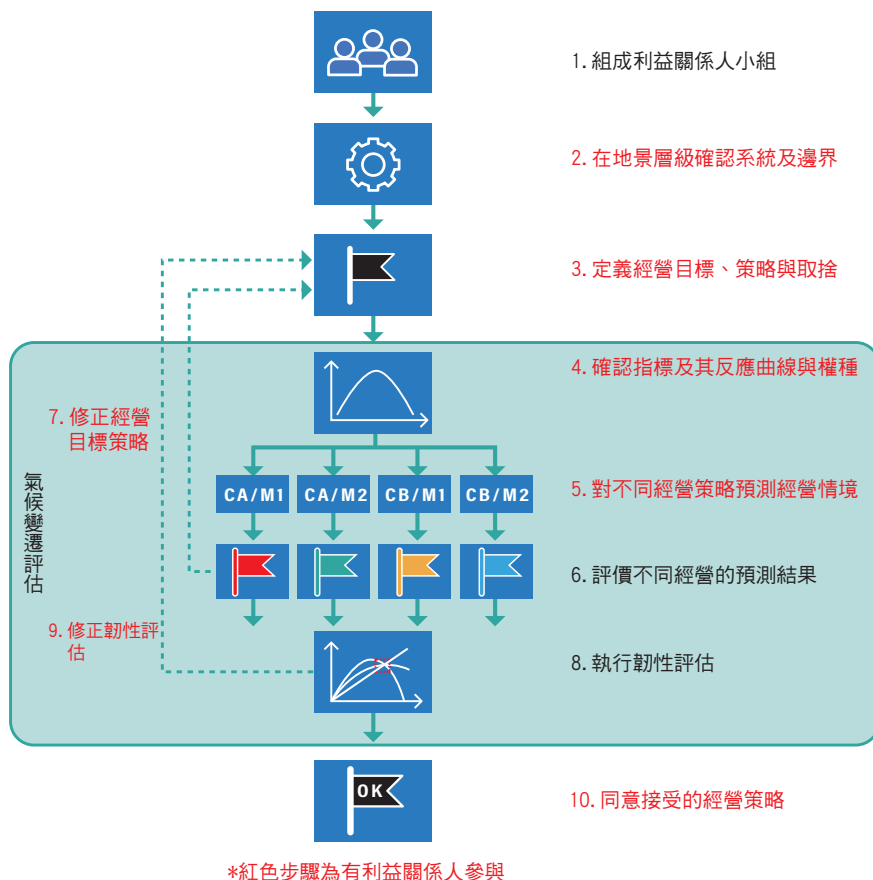 1. 組成利益關係人小組
2. 在地景層級確認系統及邊界
3. 定義經營目標、策略與取捨
4. 確認指標及其反應曲線與權種
7. 修正經營
目標策略
氣候變遷評估
CA/M1 CA/M2 CB/M1 CB/M2
5. 對不同經營策略預測經營情境
6. 評價不同經營的預測結果
9. 修正韌性評
估
8. 執行韌性評估
OK
10. 同意接受的經營策略
*紅色步驟為有利益關係人參與